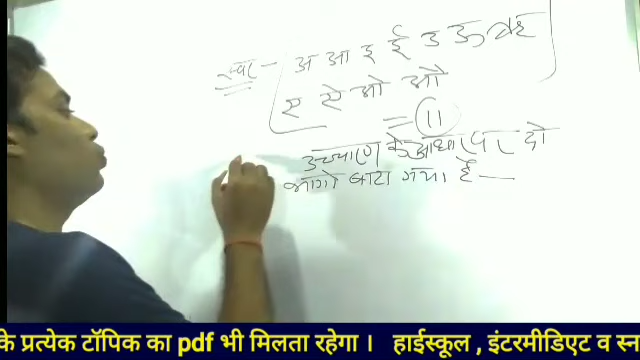 स्वर - अ आ इ ई उ ऊ ऋ
ए ऐ ओ औ
= 11
उच्चारण के आधार पर दो
भागो बाटा गया है —
के प्रत्येक टॉपिक का pdf भी मिलता रहेगा । हाईस्कूल , इंटरमीडिएट व स्न